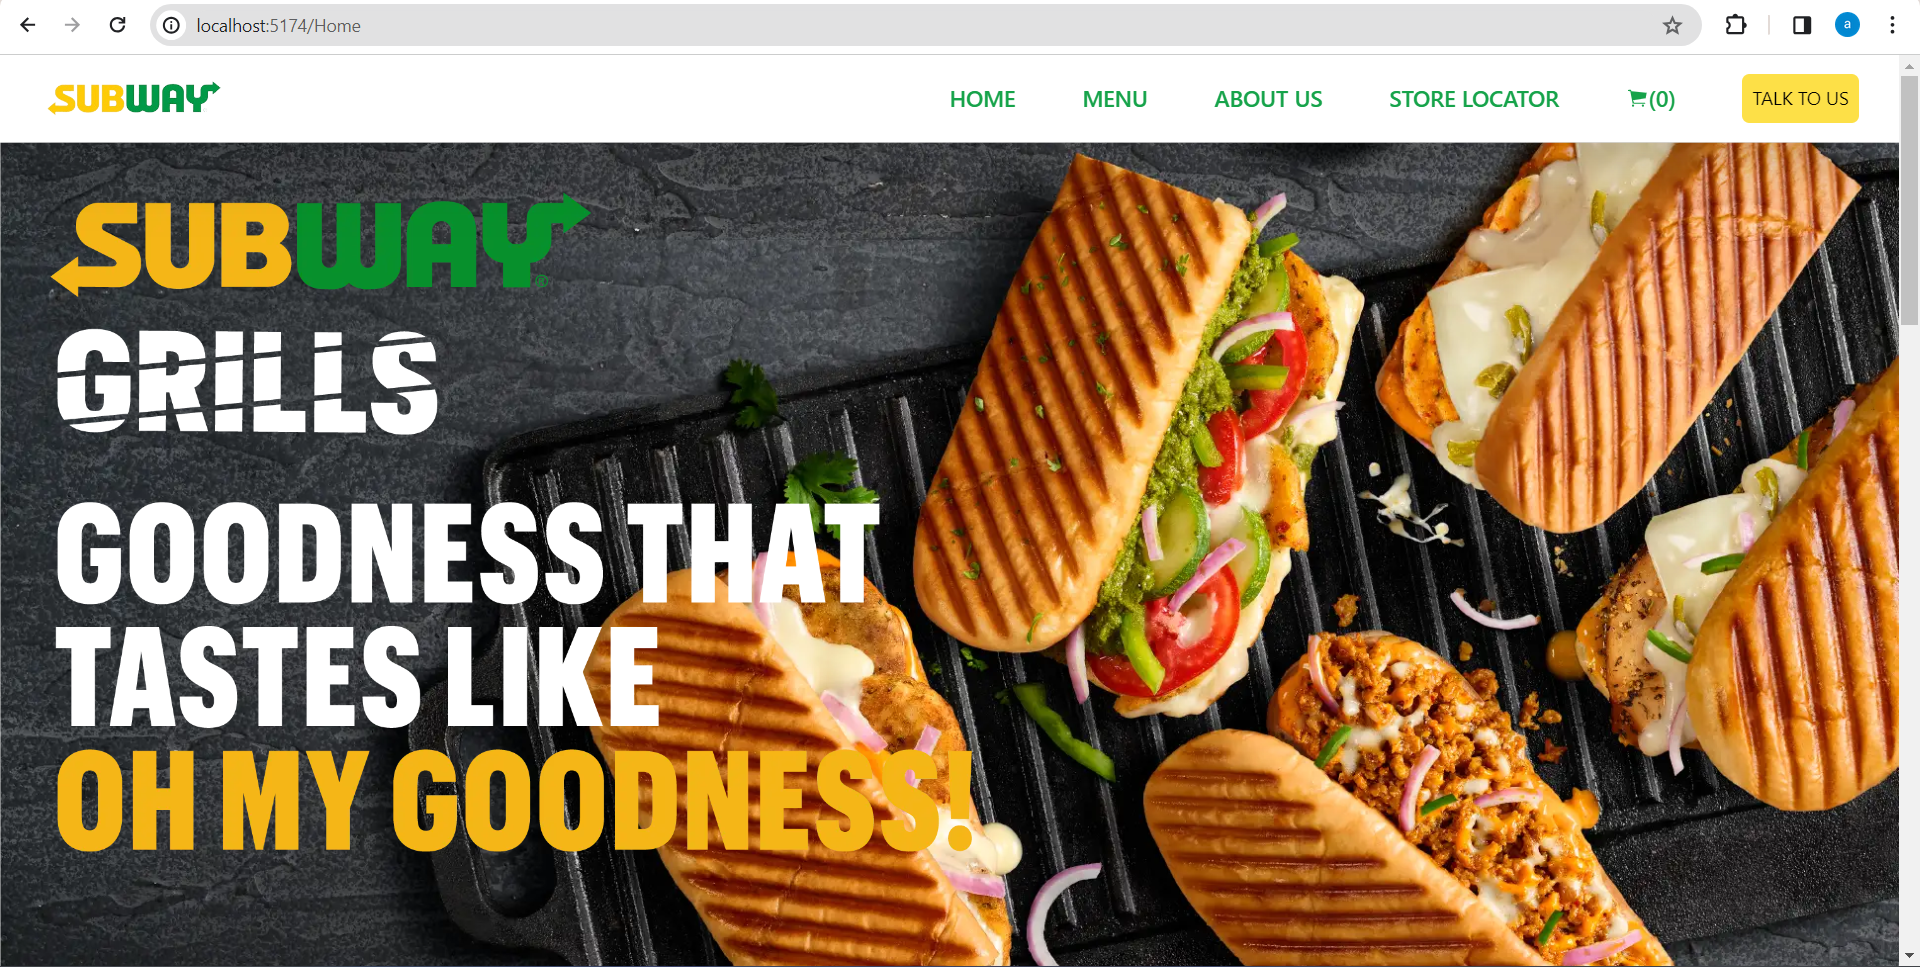 localhost:5174/Home
a
SUBWAY
HOME
MENU
ABOUT US
STORE LOCATOR
(0)
TALK TO US
SUBWAY®
GRILLS
GOODNESS THAT
TASTES LIKE
OH MY GOODNESS!